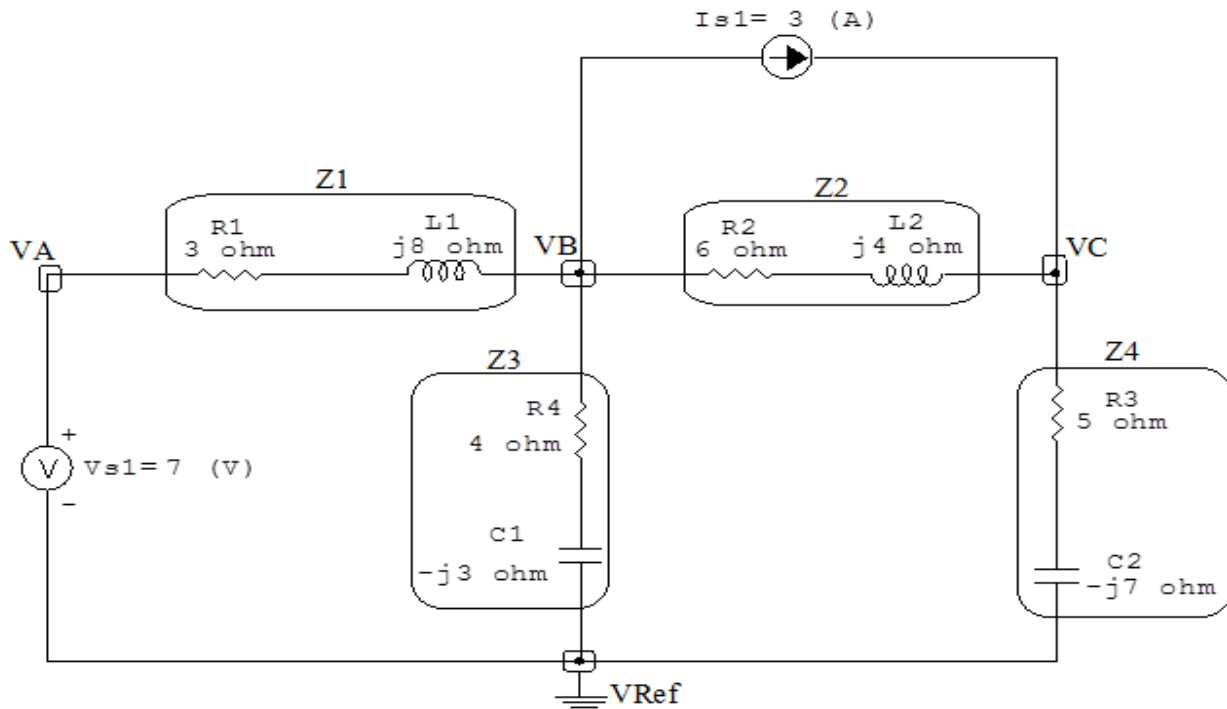 Is1= 3 (A)
Z1
Z2
R1
3 ohm
L1
j8 ohm
VA
VB
R2
6 ohm
L2
j4 ohm
VC
Z3
Z4
R4
4 ohm
R3
5 ohm
+
V
Vs1= 7 (V)
-
C1
-j3 ohm
C2
-j7 ohm
VRef